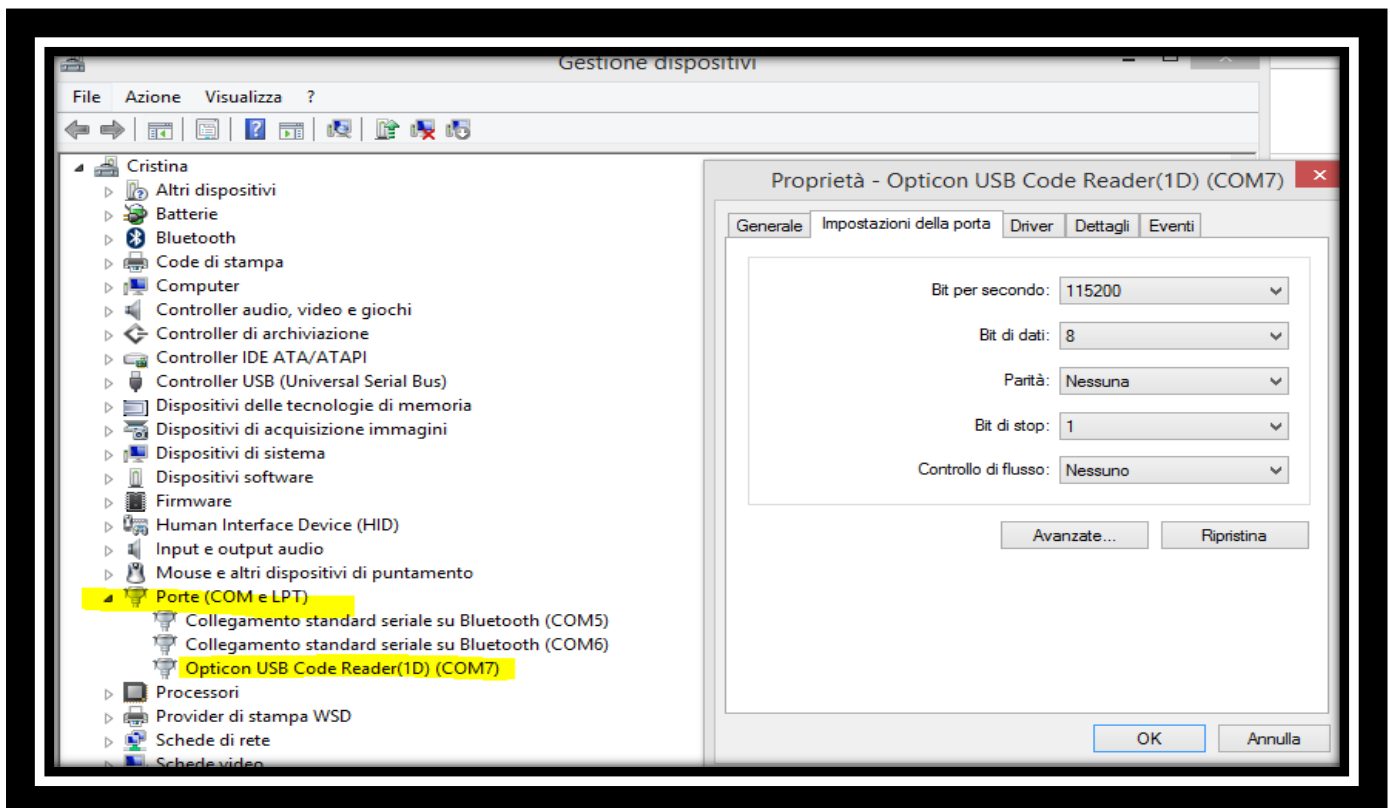 Gestione dispositivi
File Azione Visualizza ?
Cristina
Altri dispositivi
Batterie
Bluetooth
Code di stampa
Computer
Controller audio, video e giochi
Controller di archiviazione
Controller IDE ATA/ATAPI
Controller USB (Universal Serial Bus)
Dispositivi delle tecnologie di memoria
Dispositivi di acquisizione immagini
Dispositivi di sistema
Dispositivi software
Firmware
Human Interface Device (HID)
Input e output audio
Mouse e altri dispositivi di puntamento
Porte (COM e LPT)
Collegamento standard seriale su Bluetooth (COM5)
Collegamento standard seriale su Bluetooth (COM6)
Opticon USB Code Reader(1D) (COM7)
Processori
Provider di stampa WSD
Schede di rete
Schede video
Proprietà - Opticon USB Code Reader(1D) (COM7)
Generale Impostazioni della porta Driver Dettagli Eventi
Bit per secondo: 115200
Bit di dati: 8
Parità: Nessuna
Bit di stop: 1
Controllo di flusso: Nessuno
Avanzate... Ripristina
OK Annulla